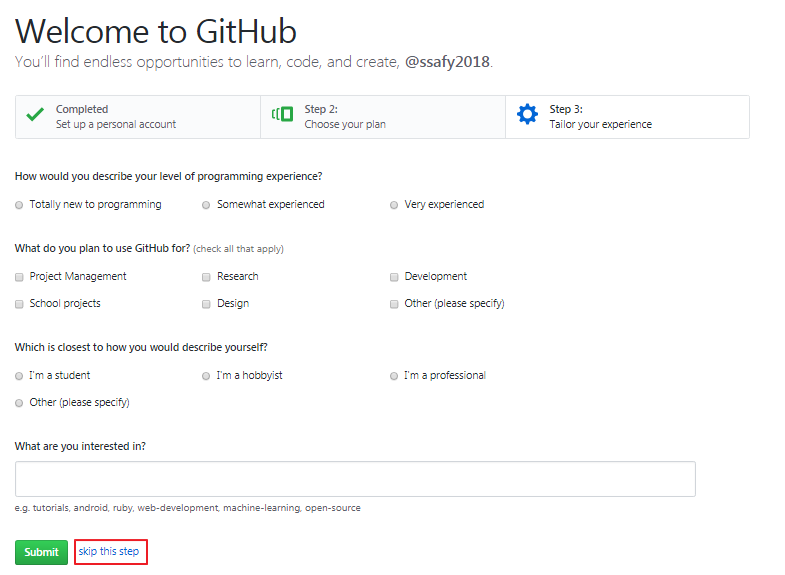 Welcome to GitHub
You'll find endless opportunities to learn, code, and create, @ssafy2018.
Completed
Set up a personal account
Step 2:
Choose your plan
Step 3:
Tailor your experience
How would you describe your level of programming experience?
Totally new to programming
Somewhat experienced
Very experienced
What do you plan to use GitHub for? (check all that apply)
Project Management
Research
Development
School projects
Design
Other (please specify)
Which is closest to how you would describe yourself?
I'm a student
I'm a hobbyist
I'm a professional
Other (please specify)
What are you interested in?
e.g. tutorials, android, ruby, web-development, machine-learning, open-source
Submit
skip this step